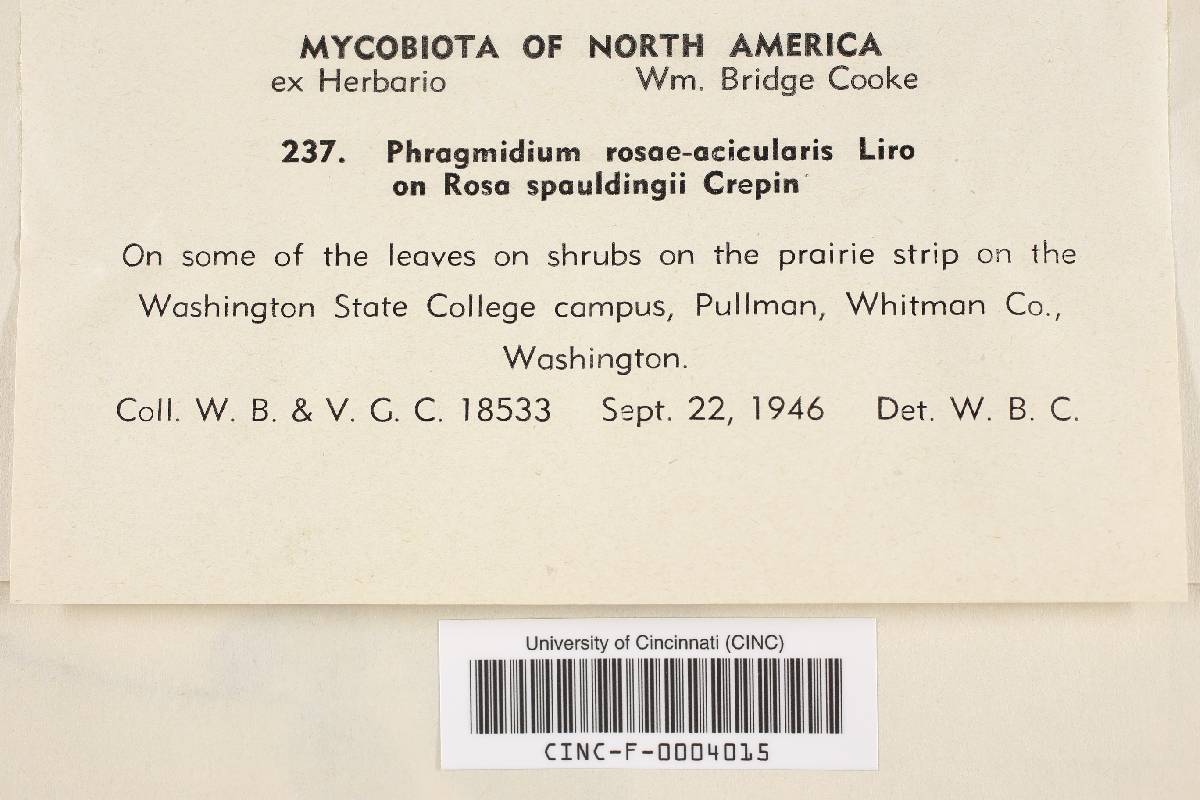 MYCOBIOTA OF NORTH AMERICA
ex Herbario Wm. Bridge Cooke
237. Phragmidium rosae-acicularis Liro
on Rosa spauldingii Crepin
On some of the leaves on shrubs on the prairie strip on the
Washington State College campus, Pullman, Whitman Co.,
Washington.
Coll. W. B. & V. G. C. 18533 Sept. 22, 1946 Det. W. B. C.
University of Cincinnati (CINC)
CINC-F-0004015